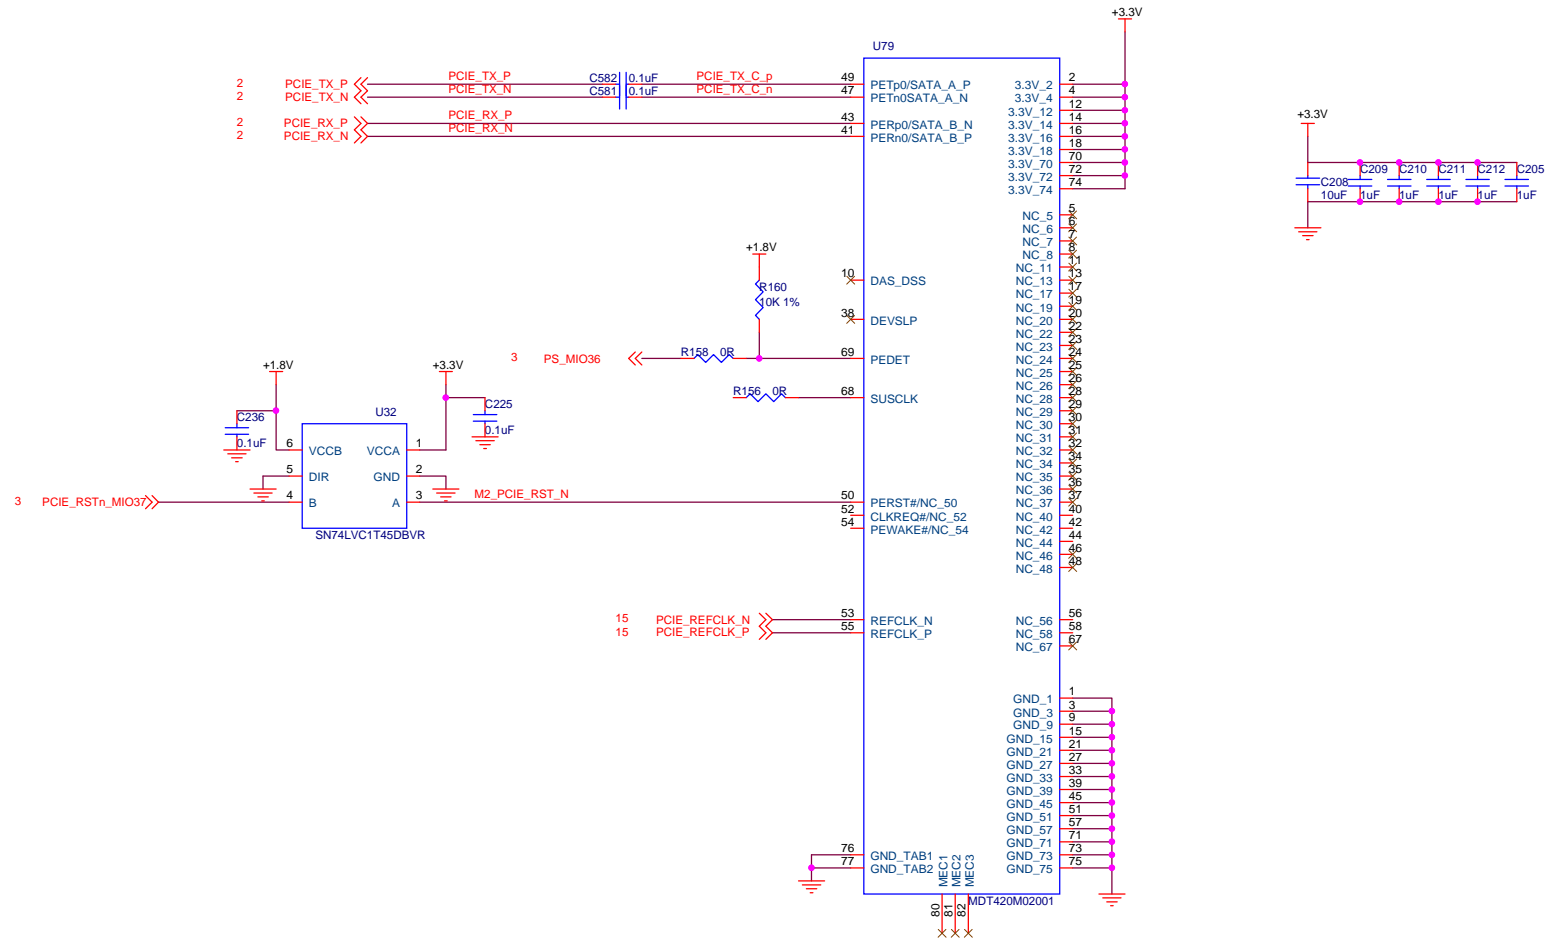 +3.3V
U79
2 PCIE_TX_P PCIE_TX_P C582 0.1uF PCIE_TX_C_p 49 PETp0/SATA_A_P 3.3V_2 2
2 PCIE_TX_N PCIE_TX_N C581 0.1uF PCIE_TX_C_n 47 PETn0SATA_A_N 3.3V_4 4
3.3V_12 12
2 PCIE_RX_P PCIE_RX_P 43 PERp0/SATA_B_N 3.3V_14 14
2 PCIE_RX_N PCIE_RX_N 41 PERn0/SATA_B_P 3.3V_16 16
3.3V_18 18
3.3V_70 70
3.3V_72 72
3.3V_74 74
+3.3V
C208 C209 C210 C211 C212 C205
10uF 1uF 1uF 1uF 1uF 1uF
NC_5 5
NC_6 6
NC_7 7
NC_8 8
NC_11 11
10 DAS_DSS NC_13 13
NC_17 17
NC_19 19
38 DEVSLP NC_20 20
NC_22 22
NC_23 23
NC_24 24
NC_25 25
NC_26 26
NC_28 28
NC_29 29
NC_30 30
NC_31 31
NC_32 32
NC_34 34
NC_35 35
NC_36 36
NC_37 37
NC_40 40
NC_42 42
NC_44 44
NC_46 46
NC_48 48
+1.8V
R160
10K 1%
3 PS_MIO36 R158 0R 69 PEDET
R156 0R 68 SUSCLK
+1.8V +3.3V
C236 U32 C225
0.1uF 0.1uF
6 VCCB VCCA 1
5 DIR GND 2
3 PCIE_RSTn_MIO37 4 B A 3 M2_PCIE_RST_N 50 PERST#/NC_50
SN74LVC1T45DBVR
52 CLKREQ#/NC_52
54 PEWAKE#/NC_54
15 PCIE_REFCLK_N 53 REFCLK_N NC_56 56
15 PCIE_REFCLK_P 55 REFCLK_P NC_58 58
NC_67 67
GND_1 1
GND_3 3
GND_9 9
GND_15 15
GND_21 21
GND_27 27
GND_33 33
GND_39 39
GND_45 45
GND_51 51
GND_57 57
GND_71 71
76 GND_TAB1 GND_73 73
77 GND_TAB2 GND_75 75
MEC1 MEC2 MEC3
80 81 82
MDT420M02001